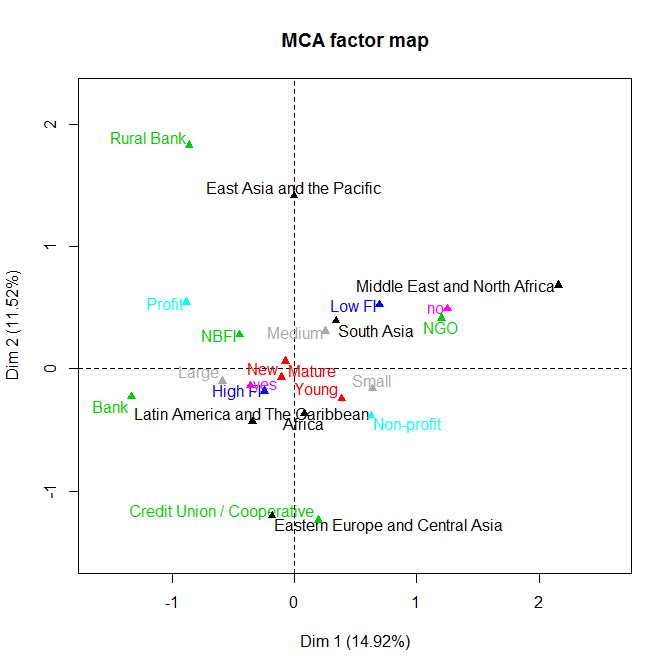 MCA factor map
Rural Bank
East Asia and the Pacific
Middle East and North Africa
Profit
Low FI
no
NBFI
Medium
South Asia
NGO
Large
New
Mature
High FI
yes
Young
Small
Bank
Latin America and The Caribbean
Africa
Non-profit
Credit Union / Cooperative
Eastern Europe and Central Asia
2
1
0
-1
-1
0
1
2
Dim 2 (11.52%)
Dim 1 (14.92%)